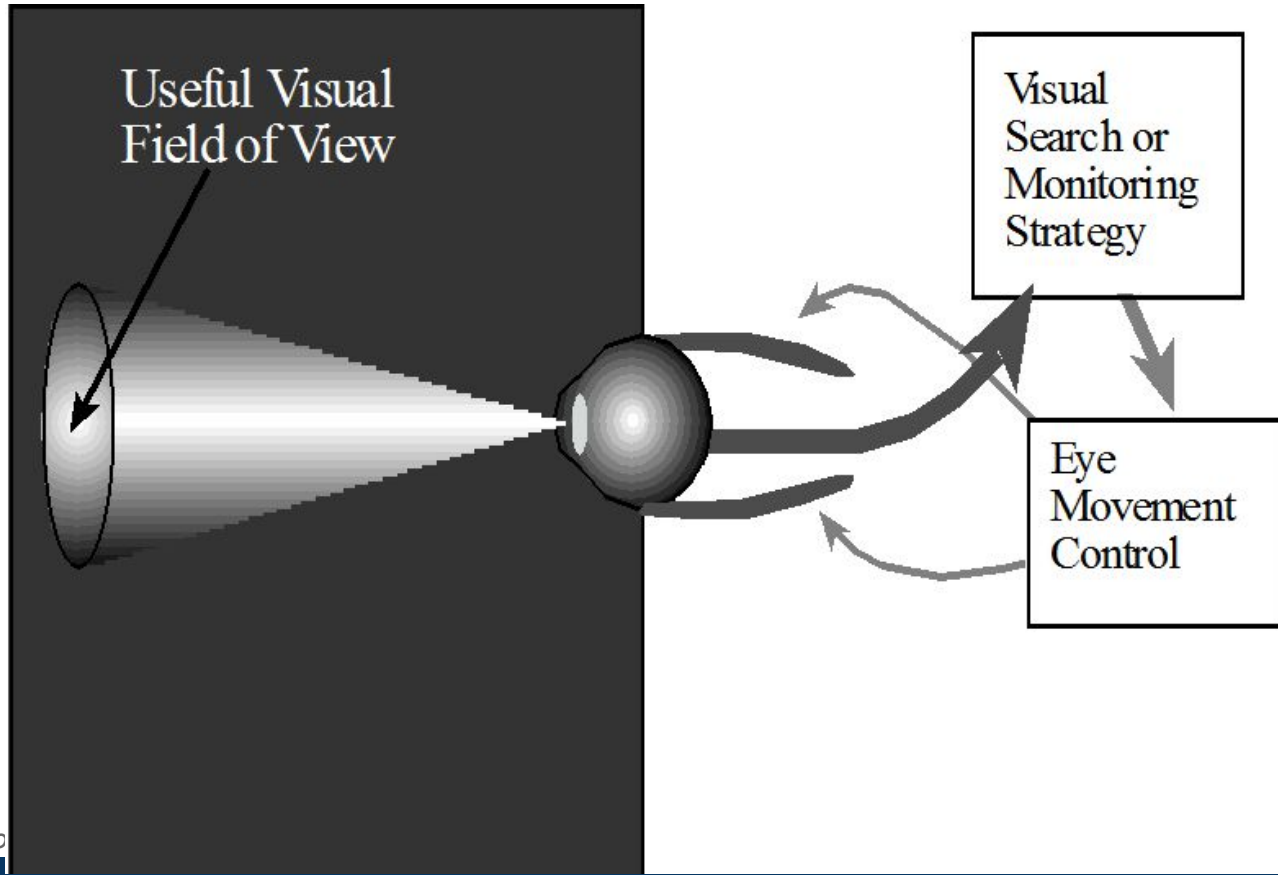 Useful Visual
Field of View
Visual
Search or
Monitoring
Strategy
Eye
Movement
Control